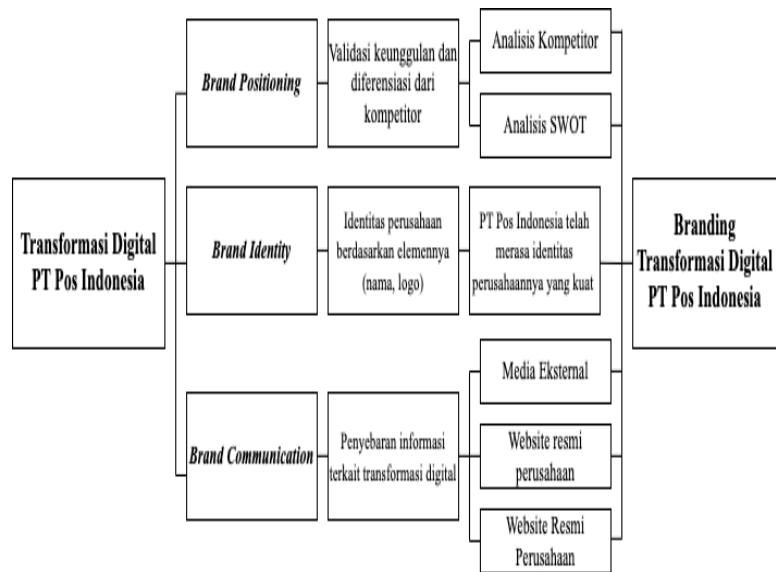 Transformasi Digital
PT Pos Indonesia
Brand Positioning
Validasi keunggulan dan
diferensiasi dari
kompetitor
Analisis Kompetitor
Analisis SWOT
Brand Identity
Identitas perusahaan
berdasarkan elemennya
(nama, logo)
PT Pos Indonesia telah
merasa identitas
perusahaannya yang kuat
Brand Communication
Penyebaran informasi
terkait transformasi digital
Media Eksternal
Website resmi
perusahaan
Website Resmi
Perusahaan
Branding
Transformasi Digital
PT Pos Indonesia